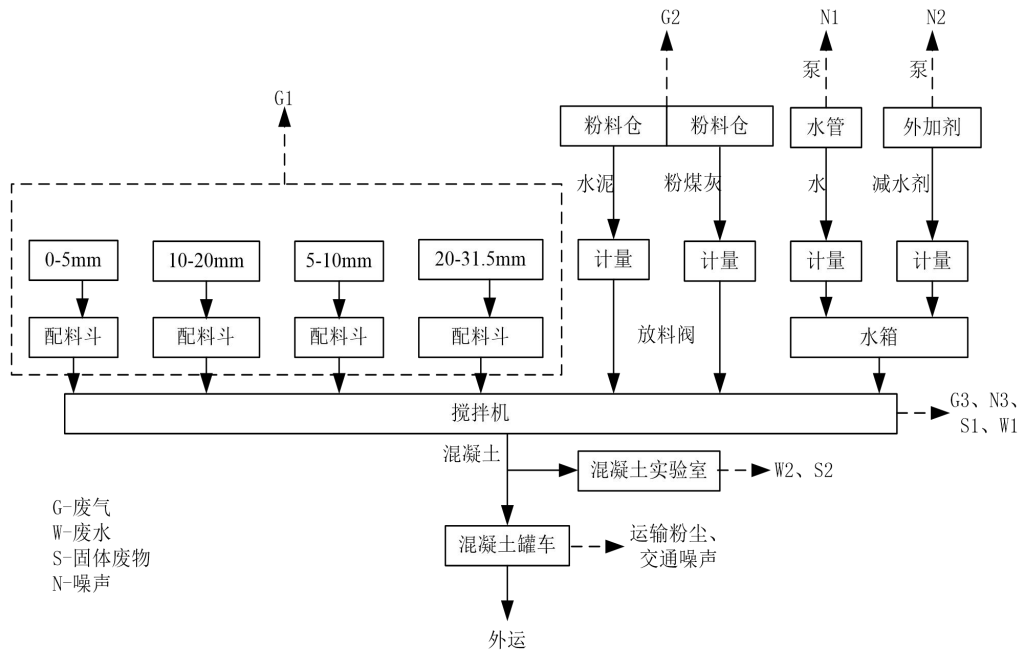 G2
N1
N2
泵
泵
G1
粉料仓
粉料仓
水管
外加剂
水泥
粉煤灰
水
减水剂
0-5mm
10-20mm
5-10mm
20-31.5mm
计量
计量
计量
计量
配料斗
配料斗
配料斗
配料斗
放料阀
水箱
搅拌机
G3、N3、
S1、W1
混凝土
混凝土实验室
W2、S2
G-废气
W-废水
S-固体废物
N-噪声
混凝土罐车
运输粉尘、
交通噪声
外运